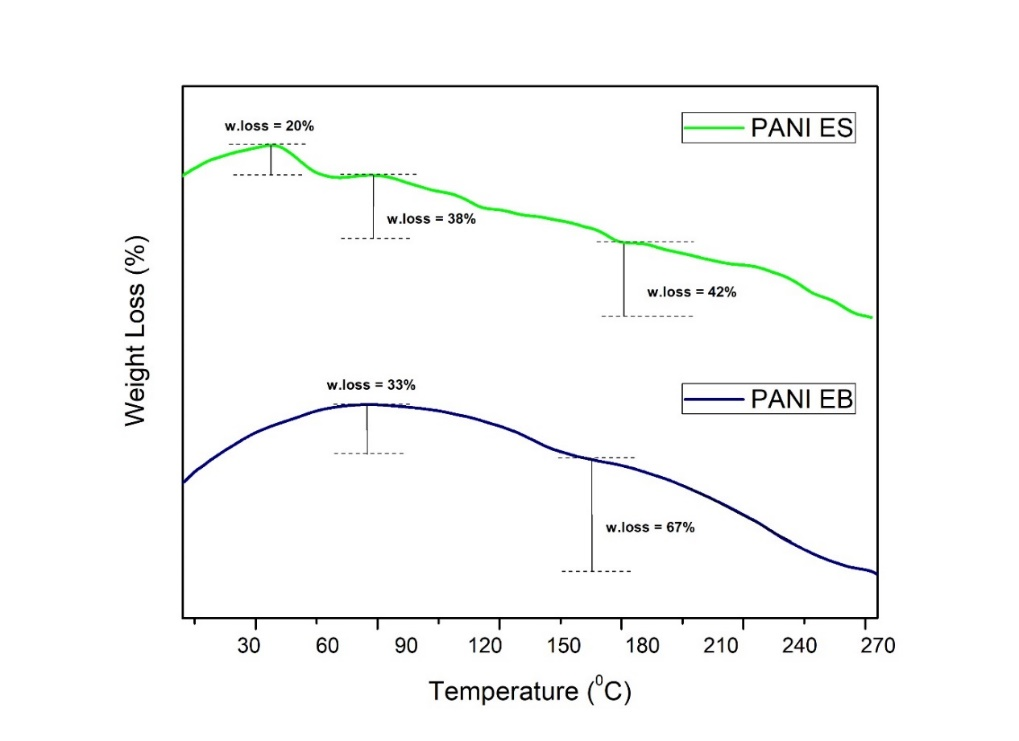 w.loss = 20%
PANI ES
w.loss = 38%
w.loss = 42%
Weight Loss (%)
w.loss = 33%
PANI EB
w.loss = 67%
30 60 90 120 150 180 210 240 270
Temperature (⁰C)